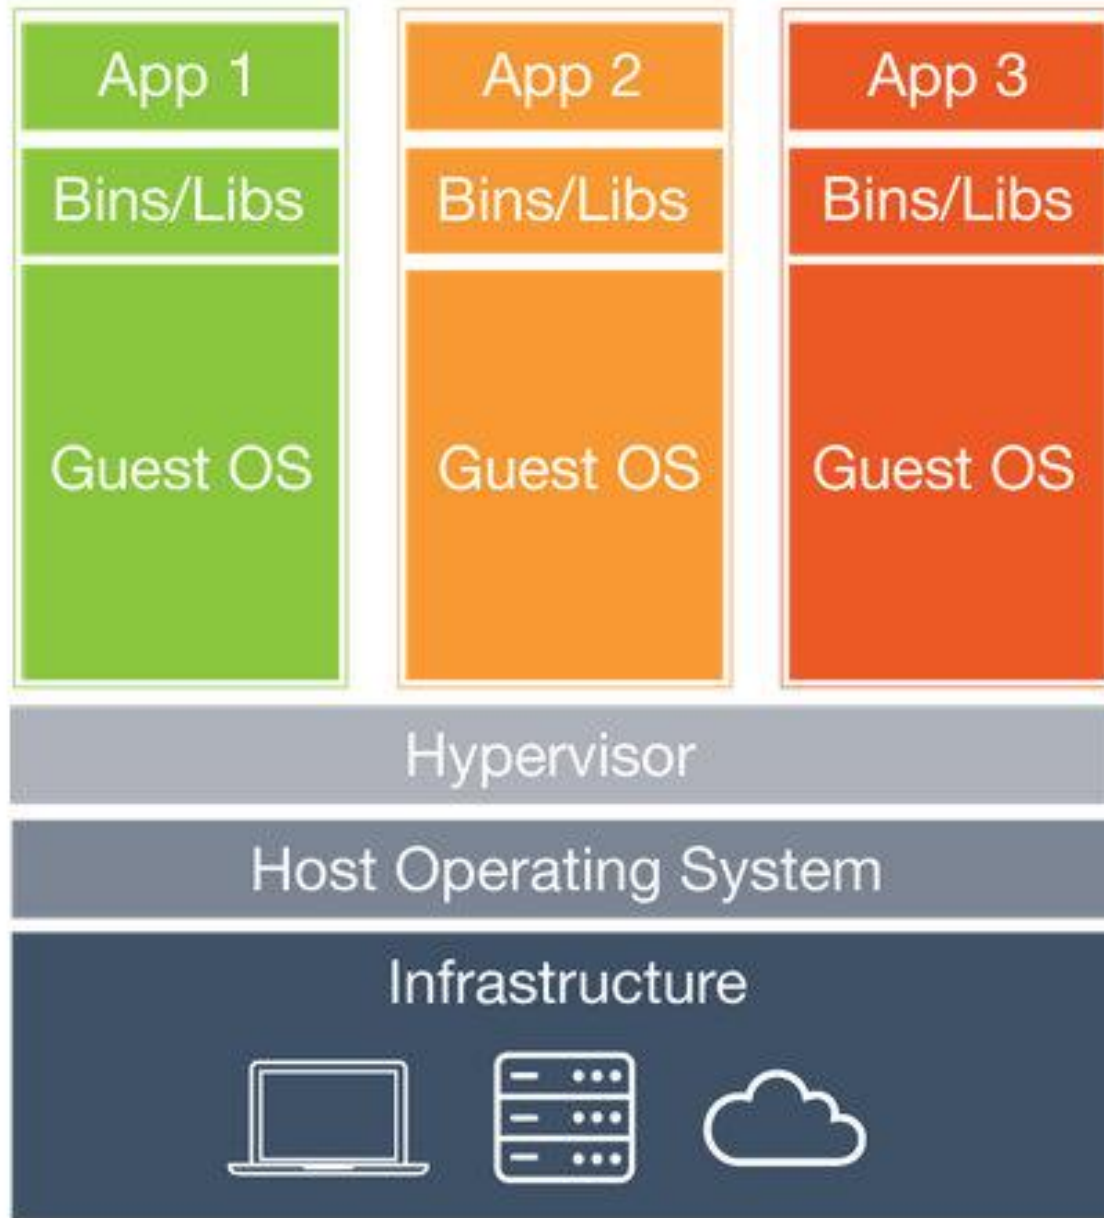 App 1
App 2
App 3
Bins/Libs
Bins/Libs
Bins/Libs
Guest OS
Guest OS
Guest OS
Hypervisor
Host Operating System
Infrastructure